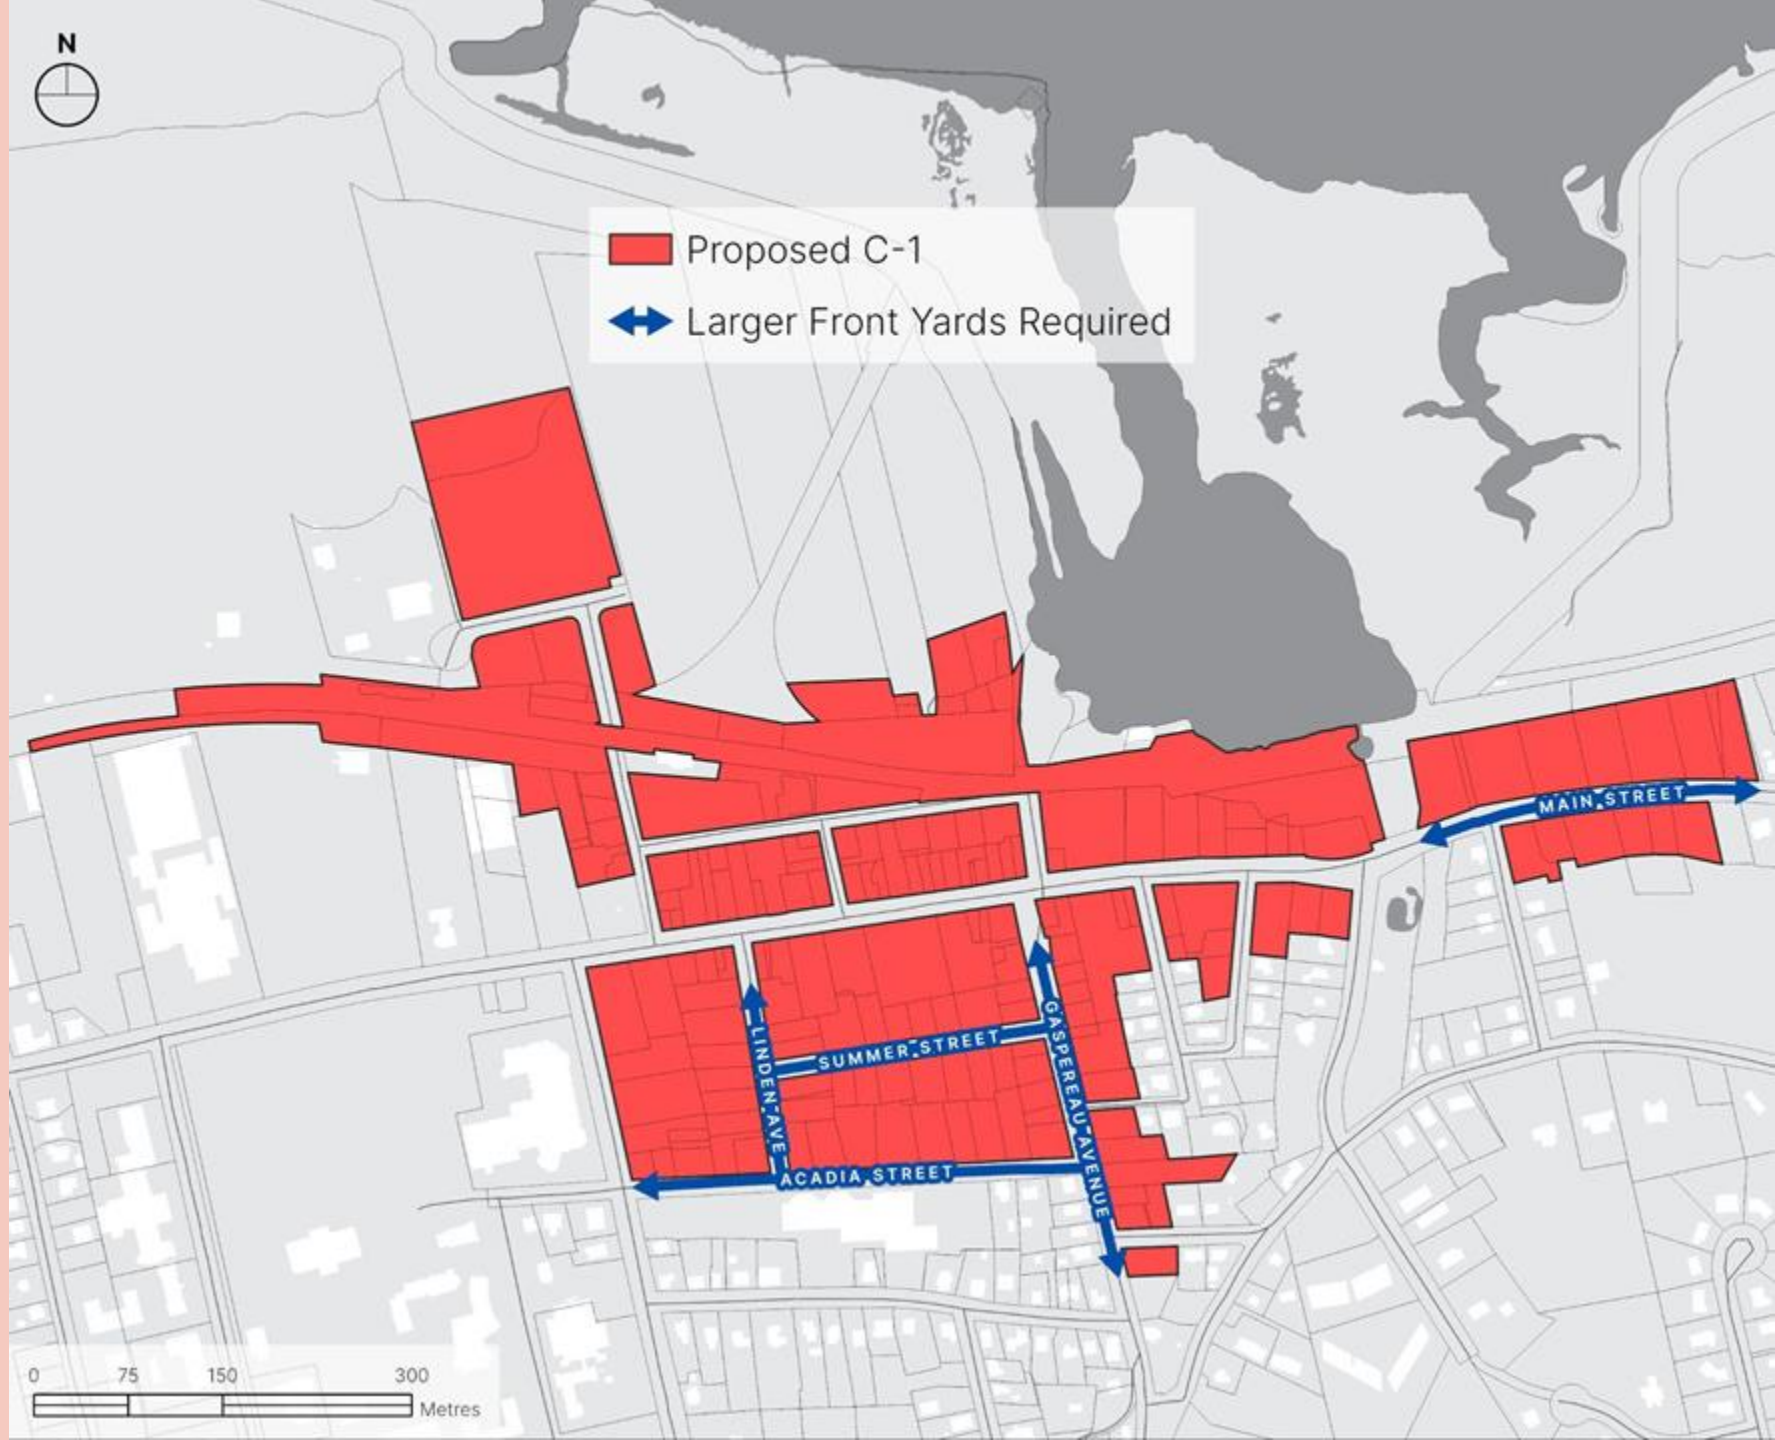 N
Proposed C-1
Larger Front Yards Required
MAIN STREET
LINDEN AVE
SUMMER STREET
GASPEREAU AVENUE
ACADIA STREET
0 75 150 300
Metres